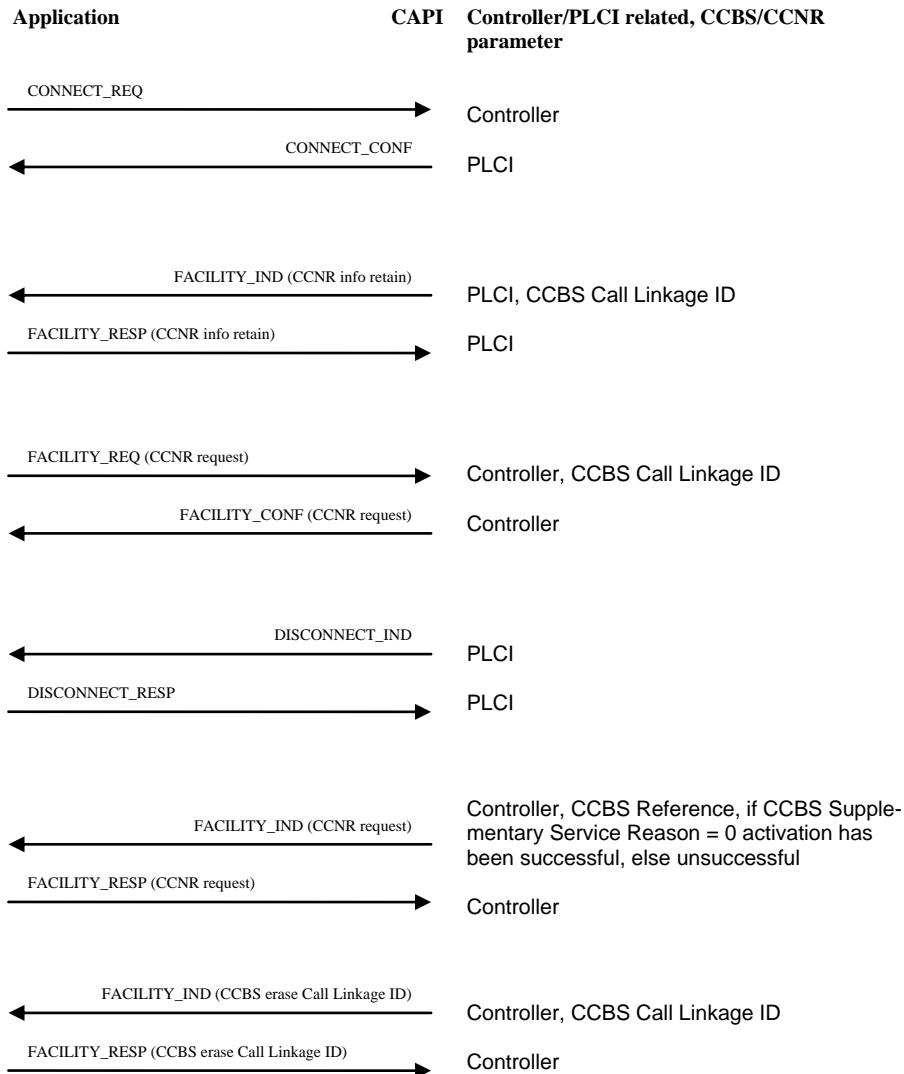 Application CAPI Controller/PLCI related, CCBS/CCNR
parameter
CONNECT_REQ
Controller
CONNECT_CONF
PLCI
FACILITY_IND (CCNR info retain)
PLCI, CCBS Call Linkage ID
FACILITY_RESP (CCNR info retain)
PLCI
FACILITY_REQ (CCNR request)
Controller, CCBS Call Linkage ID
FACILITY_CONF (CCNR request)
Controller
DISCONNECT_IND
PLCI
DISCONNECT_RESP
PLCI
FACILITY_IND (CCNR request)
Controller, CCBS Reference, if CCBS Supple-
mentary Service Reason = 0 activation has
been successful, else unsuccessful
FACILITY_RESP (CCNR request)
Controller
FACILITY_IND (CCBS erase Call Linkage ID)
Controller, CCBS Call Linkage ID
FACILITY_RESP (CCBS erase Call Linkage ID)
Controller